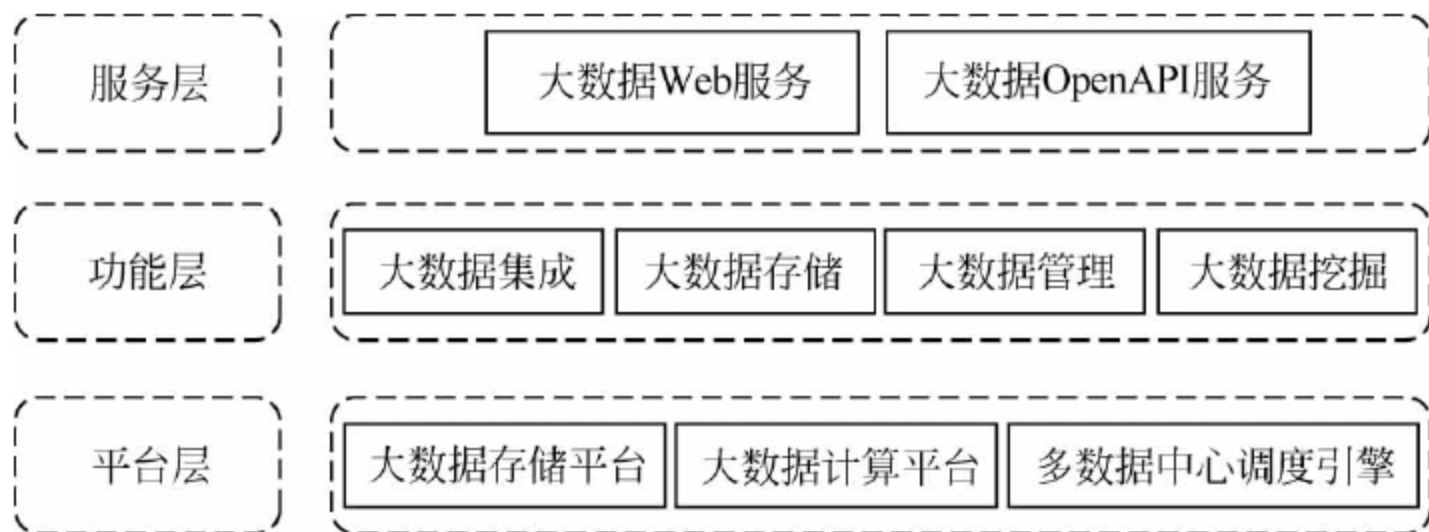 服务层
大数据Web服务
大数据OpenAPI服务
功能层
大数据集成
大数据存储
大数据管理
大数据挖掘
平台层
大数据存储平台
大数据计算平台
多数据中心调度引擎